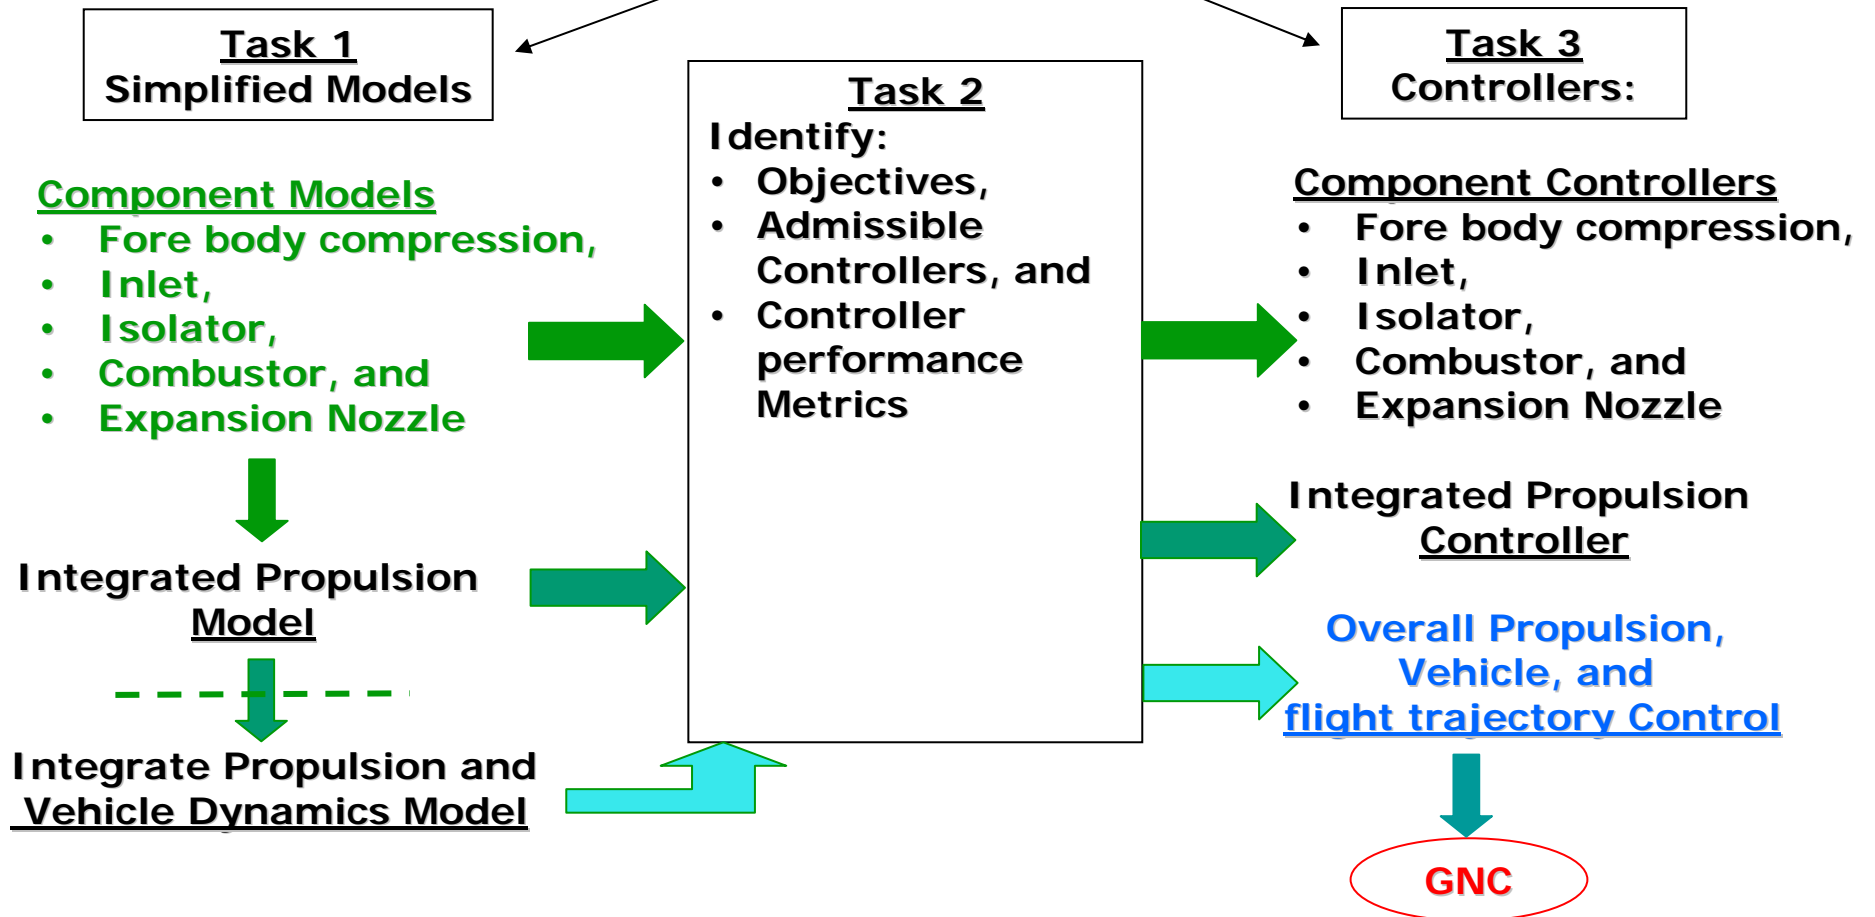 Task 1
Simplified Models
Component Models
• Fore body compression,
• Inlet,
• Isolator,
• Combustor, and
• Expansion Nozzle
Integrated Propulsion
Model
Integrate Propulsion and
Vehicle Dynamics Model
Task 2
Identify:
• Objectives,
• Admissible
Controllers, and
• Controller
performance
Metrics
Task 3
Controllers:
Component Controllers
• Fore body compression,
• Inlet,
• Isolator,
• Combustor, and
• Expansion Nozzle
Integrated Propulsion
Controller
Overall Propulsion,
Vehicle, and
flight trajectory Control
GNC